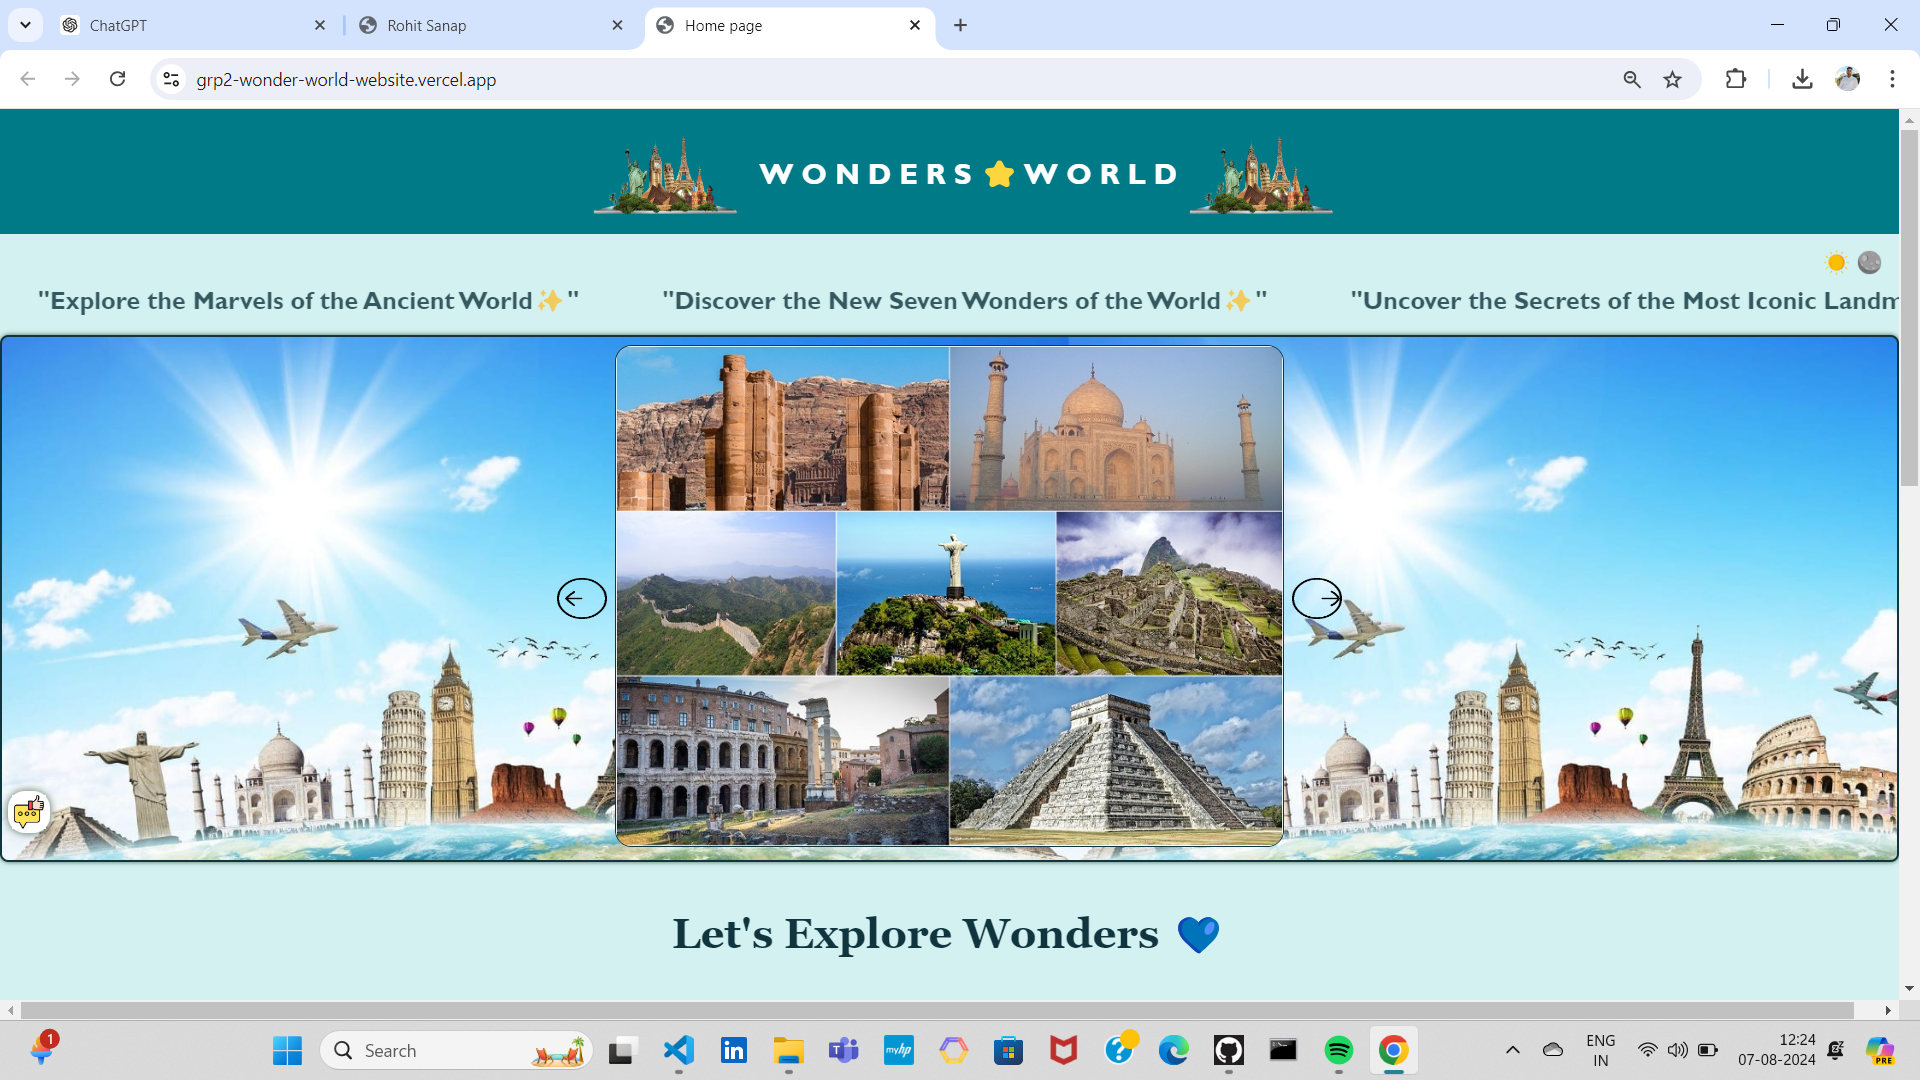 ChatGPT
Rohit Sanap
Home page
grp2-wonder-world-website.vercel.app
WONDERS⭐WORLD
"Explore the Marvels of the Ancient World✨"
"Discover the New Seven Wonders of the World✨"
"Uncover the Secrets of the Most Iconic Landm
Let's Explore Wonders 💙
1
Search
myhp
ENG
IN
12:24
07-08-2024
PRE